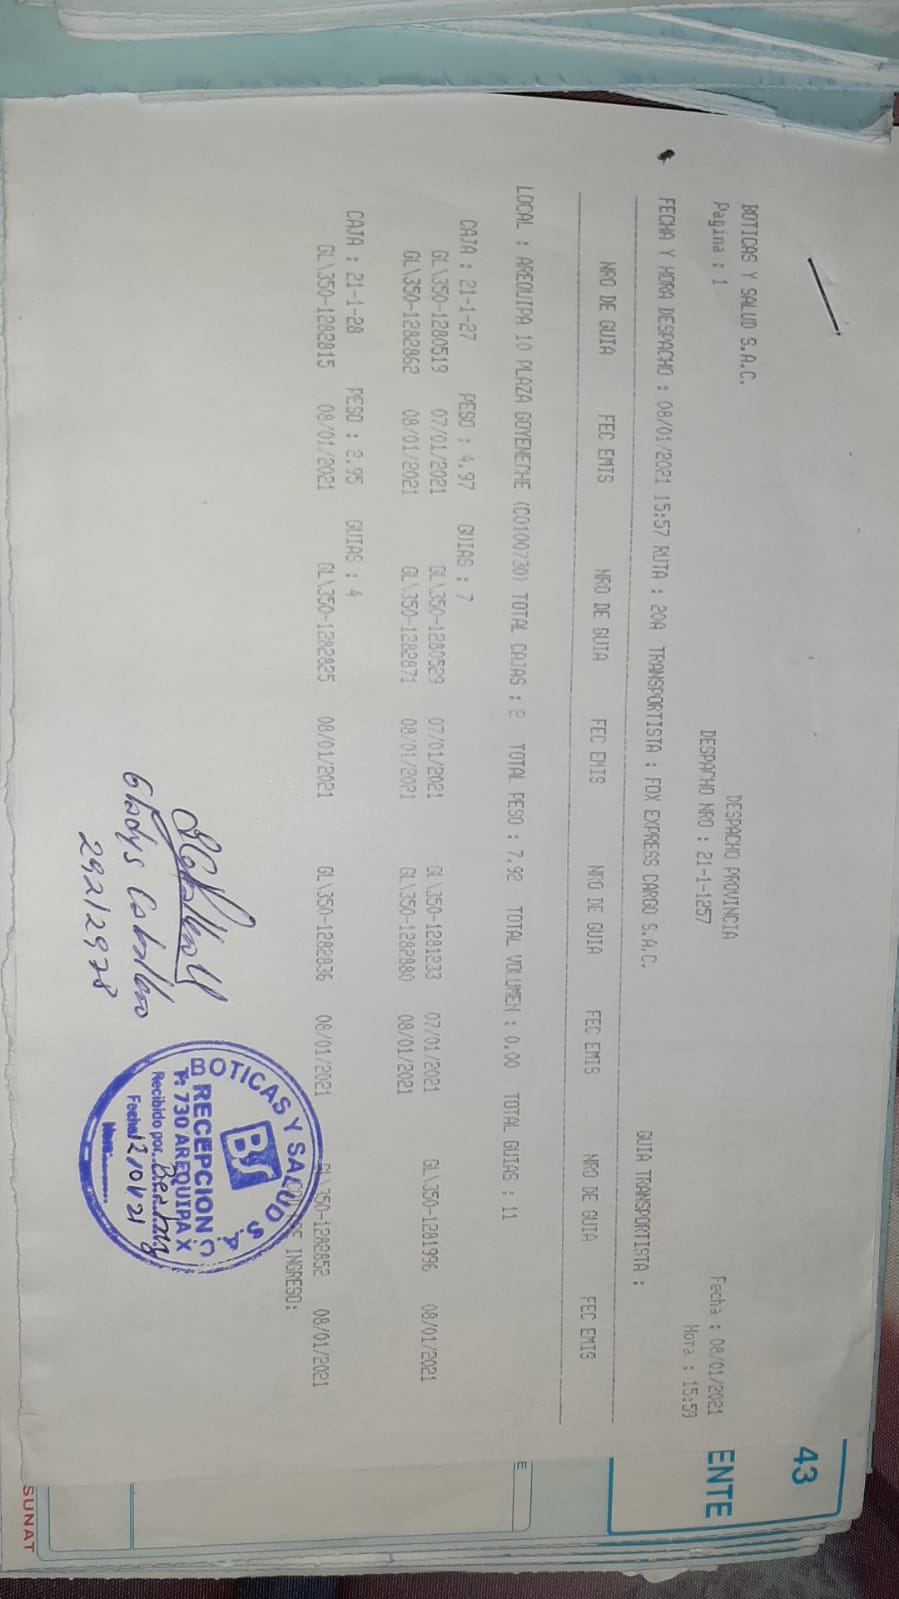 BOTICAS Y SALUD S.A.C.
Pagina : 1
DESPACHO PROVINCIA
DESPACHO NRO : 21-1-1257
Fecha : 08/01/2021
Hora : 15:59
FECHA Y HORA DESPACHO : 08/01/2021 15:57 RUTA : 20A TRANSPORTISTA : FOX EXPRESS CARGO S.A.C. GUIA TRANSPORTISTA :
NRO DE GUIA FEC EMIS NRO DE GUIA FEC EMIS NRO DE GUIA FEC EMIS NRO DE GUIA FEC EMIS
LOCAL : AREQUIPA 10 PLAZA GOYENECHE (C0100730) TOTAL CAJAS : 2 TOTAL PESO : 7.92 TOTAL VOLUMEN : 0.00 TOTAL GUIAS : 11
CAJA : 21-1-27 PESO : 4.97 GUIAS : 7
GL\350-1280519 07/01/2021 GL\350-1280529 07/01/2021 GL\350-1281233 07/01/2021 GL\350-1281996 08/01/2021
GL\350-1282862 08/01/2021 GL\350-1282871 08/01/2021 GL\350-1282880 08/01/2021
CAJA : 21-1-28 PESO : 2.95 GUIAS : 4
GL\350-1282815 08/01/2021 GL\350-1282825 08/01/2021 GL\350-1282836 08/01/2021 GL\350-1282852 08/01/2021
INGRESO:
Gladys Caballero
29212978
BOTICAS Y SALUD S A
BS
RECEPCION
730 AREQUIPA X
Recibido por
Fecha 12/01/21
Hora
43
ENTE
E
SUNAT